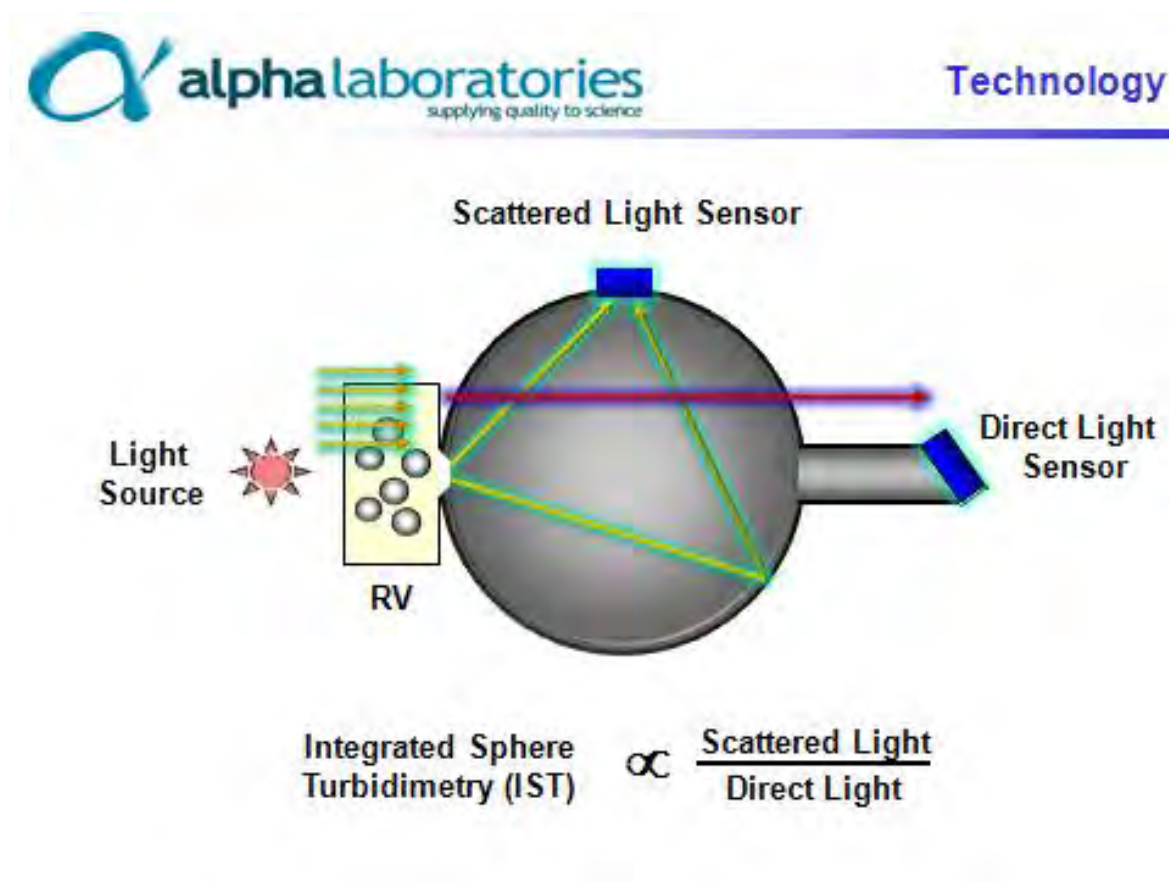 alphalaboratories
supplying quality to science
Technology
Scattered Light Sensor
Light
Source
RV
Direct Light
Sensor
Integrated Sphere
Turbidimetry (IST)
∝
Scattered Light
Direct Light